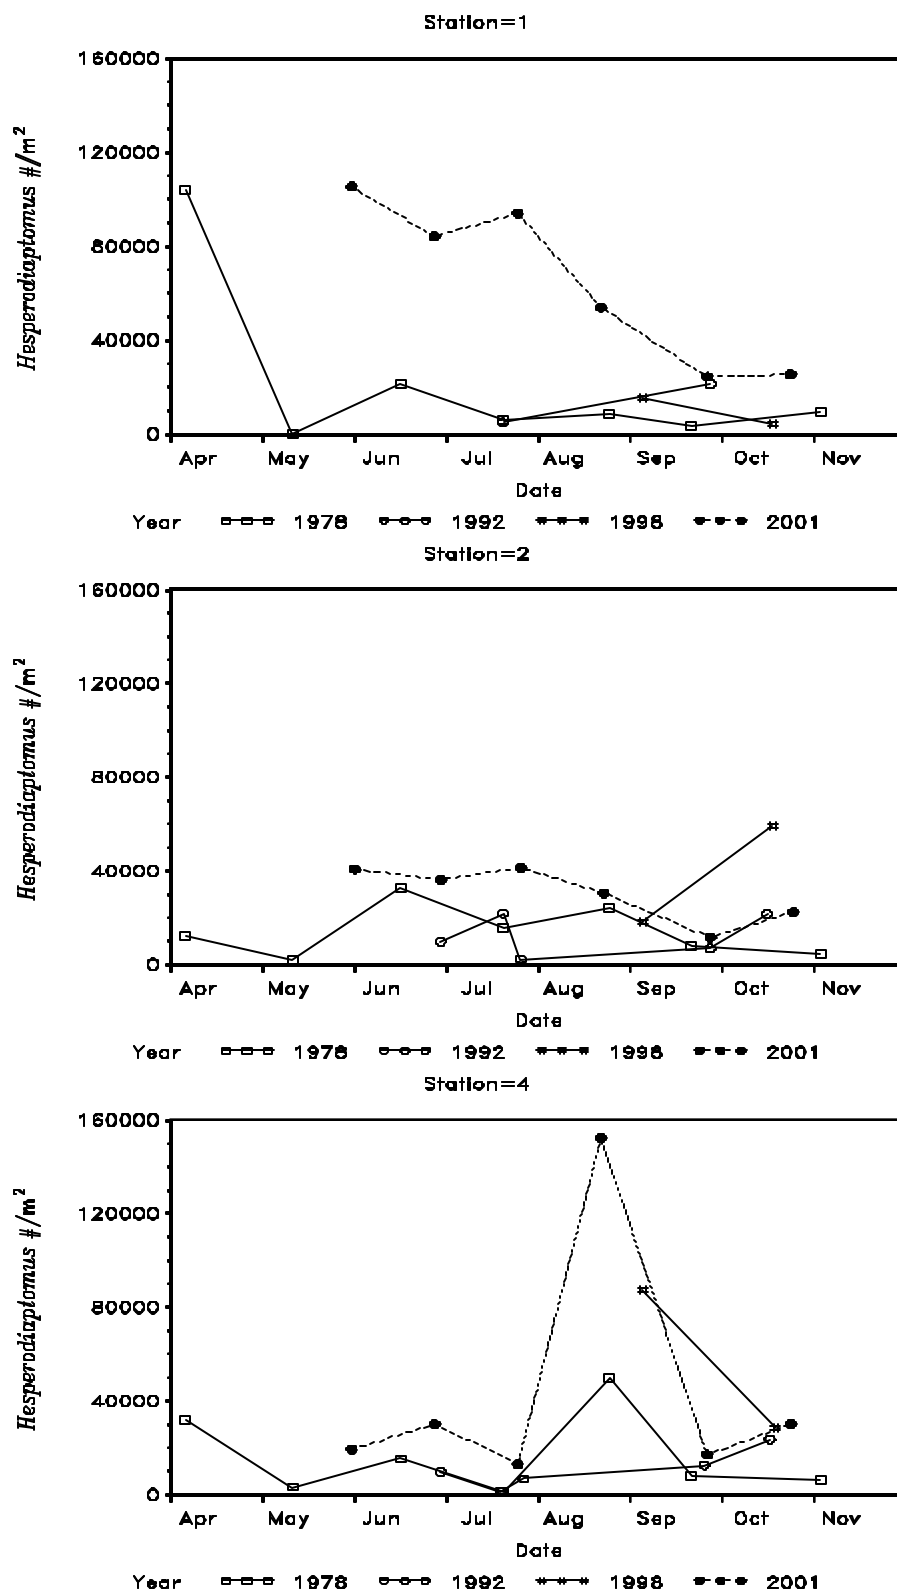 Station=1
160000
120000
80000
40000
0
Hesperodiaptomus #/m²
Apr May Jun Jul Aug Sep Oct Nov
Date
Year 1978 1992 1998 2001
Station=2
160000
120000
80000
40000
0
Hesperodiaptomus #/m²
Apr May Jun Jul Aug Sep Oct Nov
Date
Year 1978 1992 1998 2001
Station=4
160000
120000
80000
40000
0
Hesperodiaptomus #/m²
Apr May Jun Jul Aug Sep Oct Nov
Date
Year 1978 1992 1998 2001